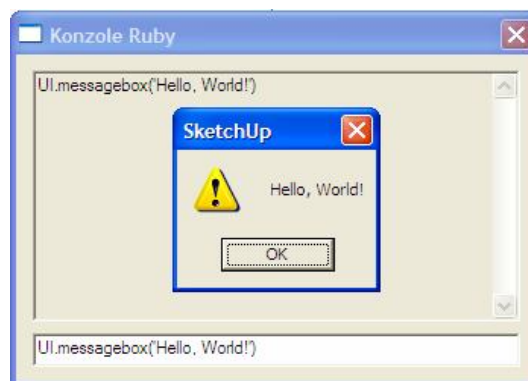 Konzole Ruby
UI.messagebox('Hello, World!')
SketchUp
Hello, World!
OK
UI.messagebox('Hello, World!')